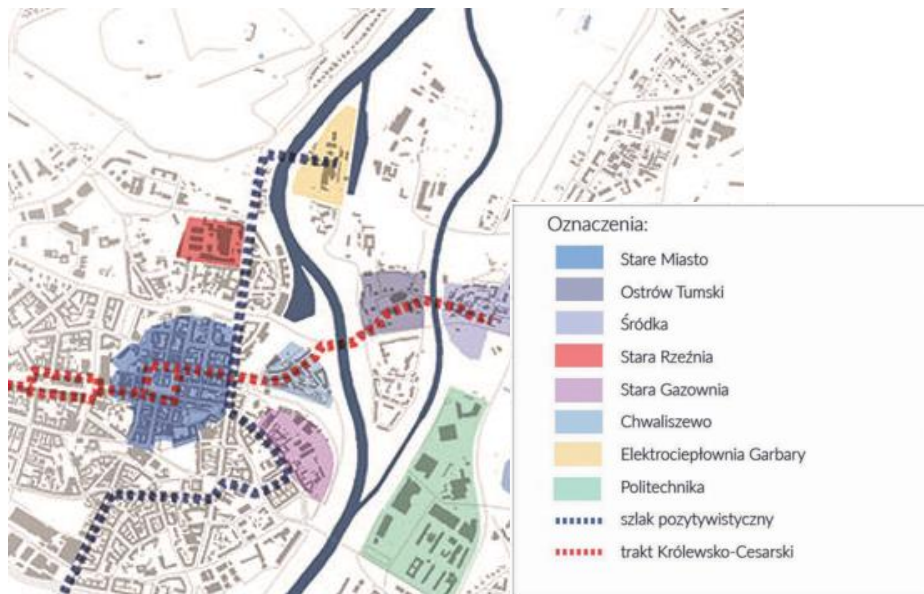 Oznaczenia:
Stare Miasto
Ostrów Tumski
Śródka
Stara Rzeźnia
Stara Gazownia
Chwaliszewo
Elektrociepłownia Garbary
Politechnika
szlak pozytywistyczny
trakt Królewsko-Cesarski